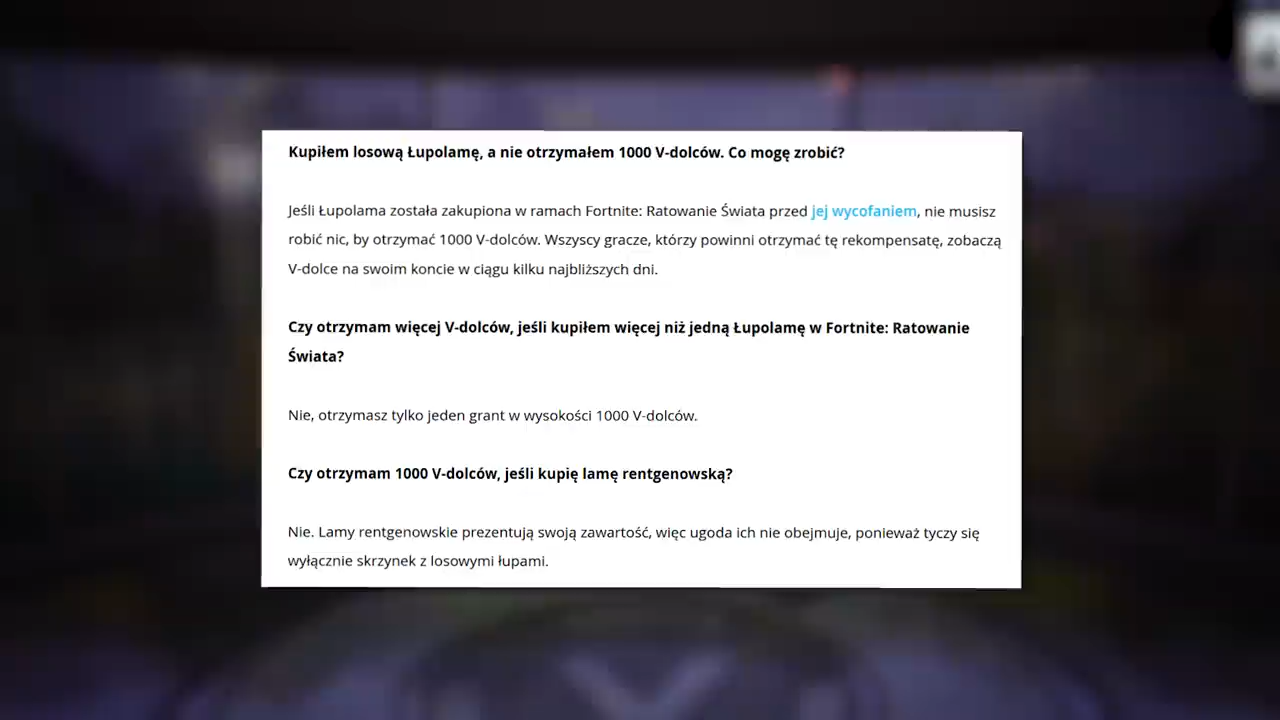 Kupiłem losową Łupolamę, a nie otrzymałem 1000 V-dolców. Co mogę zrobić?
Jeśli Łupolama została zakupiona w ramach Fortnite: Ratowanie Świata przed jej wycofaniem, nie musisz
robić nic, by otrzymać 1000 V-dolców. Wszyscy gracze, którzy powinni otrzymać tę rekompensatę, zobaczą
V-dolce na swoim koncie w ciągu kilku najbliższych dni.
Czy otrzymam więcej V-dolców, jeśli kupiłem więcej niż jedną Łupolamę w Fortnite: Ratowanie
Świata?
Nie, otrzymasz tylko jeden grant w wysokości 1000 V-dolców.
Czy otrzymam 1000 V-dolców, jeśli kupię lamę rentgenowską?
Nie. Lamy rentgenowskie prezentują swoją zawartość, więc ugoda ich nie obejmuje, ponieważ tyczy się
wyłącznie skrzynek z losowymi łupami.